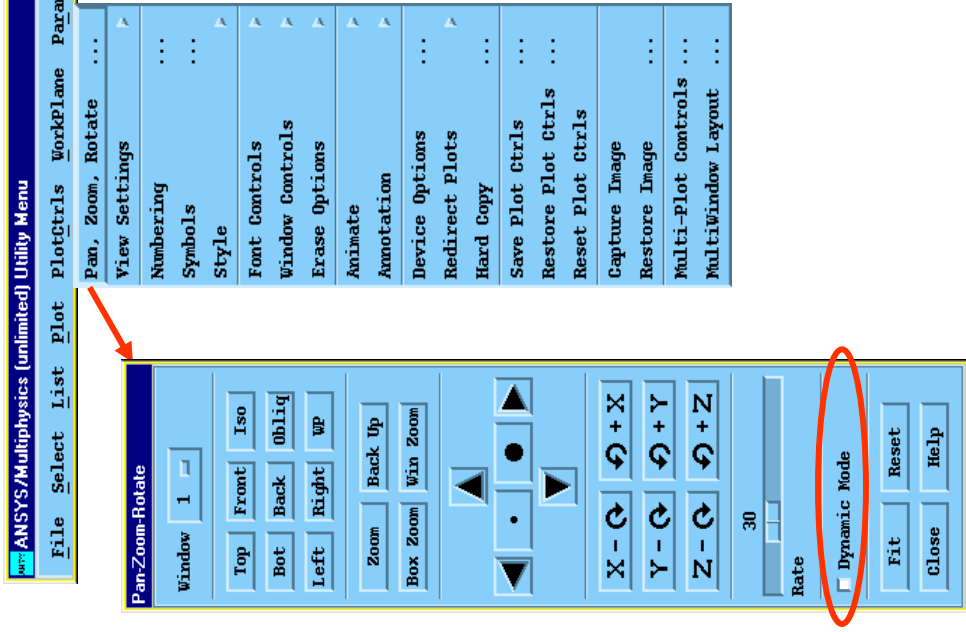 ANSYS
ANSYS/Multiphysics (unlimited) Utility Menu
File Select List Plot PlotCtrls WorkPlane Para
Pan, Zoom, Rotate ...
View Settings
Numbering ...
Symbols ...
Style
Font Controls
Window Controls
Erase Options
Animate
Annotation
Device Options ...
Redirect Plots
Hard Copy ...
Save Plot Ctrls ...
Restore Plot Ctrls ...
Reset Plot Ctrls
Capture Image
Restore Image ...
Multi-Plot Controls ...
MultiWindow Layout ...
Pan-Zoom-Rotate
Window 1
Top Front Iso
Bot Back Obliq
Left Right WP
Zoom Back Up
Box Zoom Win Zoom
X - + X
Y - + Y
Z - + Z
30
Rate
Dynamic Mode
Fit Reset
Close Help